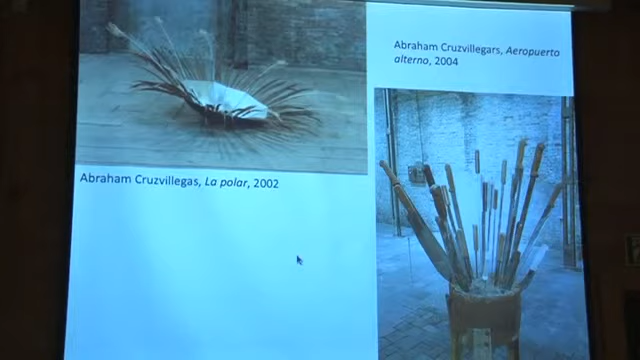 Abraham Cruzvillegars, Aeropuerto
alterno, 2004
Abraham Cruzvillegas, La polar, 2002